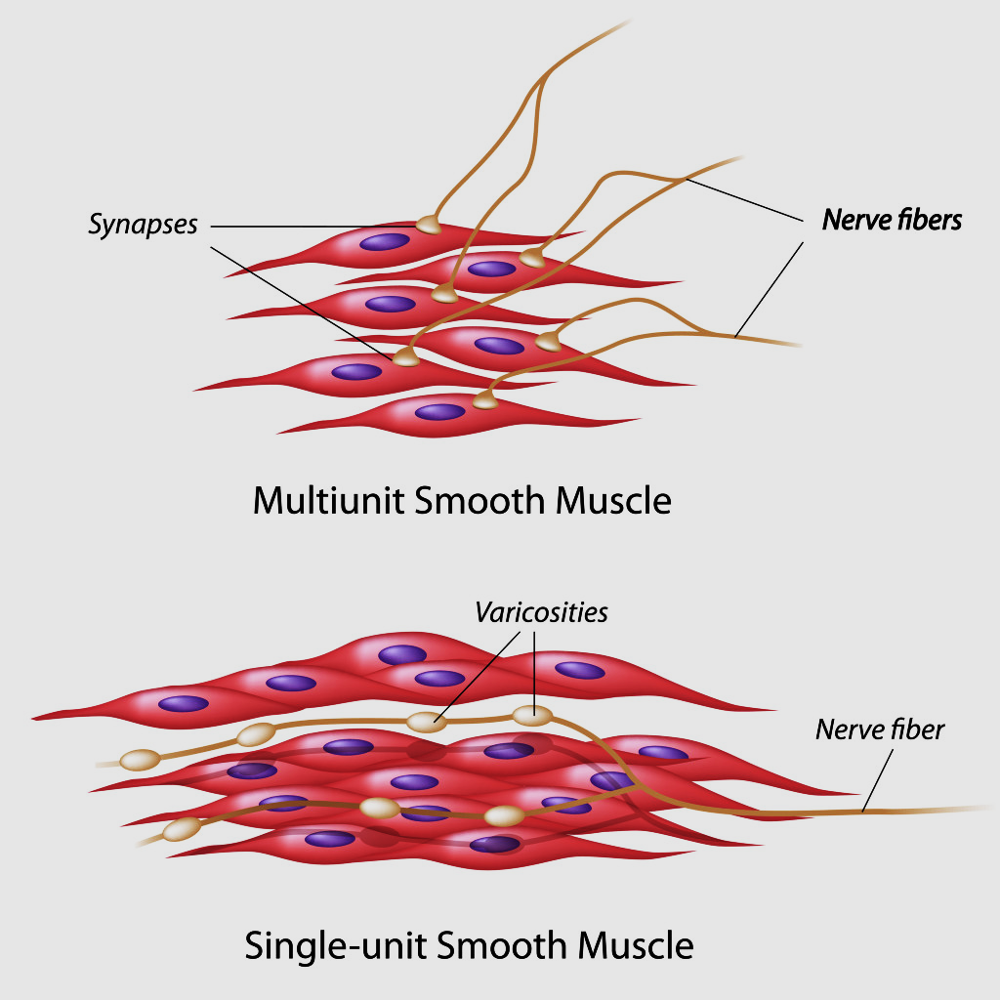 Synapses
Nerve fibers
Multiunit Smooth Muscle
Varicosities
Nerve fiber
Single-unit Smooth Muscle